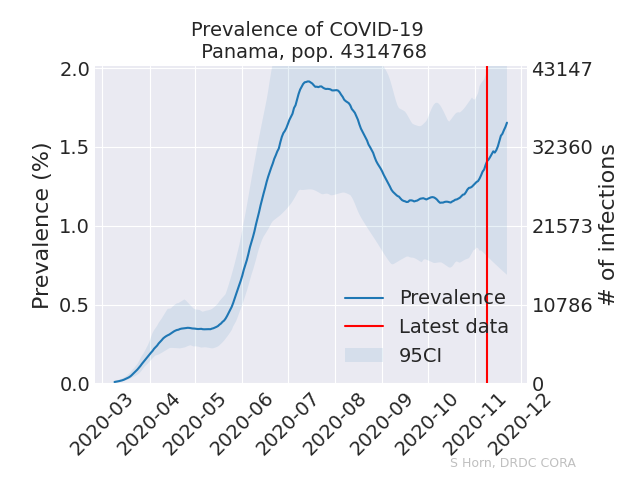 Prevalence of COVID-19
Panama, pop. 4314768
Prevalence (%)
2.0
1.5
1.0
0.5
0.0
43147
32360
21573
10786
0
# of infections
Prevalence
Latest data
95CI
2020-03
2020-04
2020-05
2020-06
2020-07
2020-08
2020-09
2020-10
2020-11
2020-12
S Horn, DRDC CORA